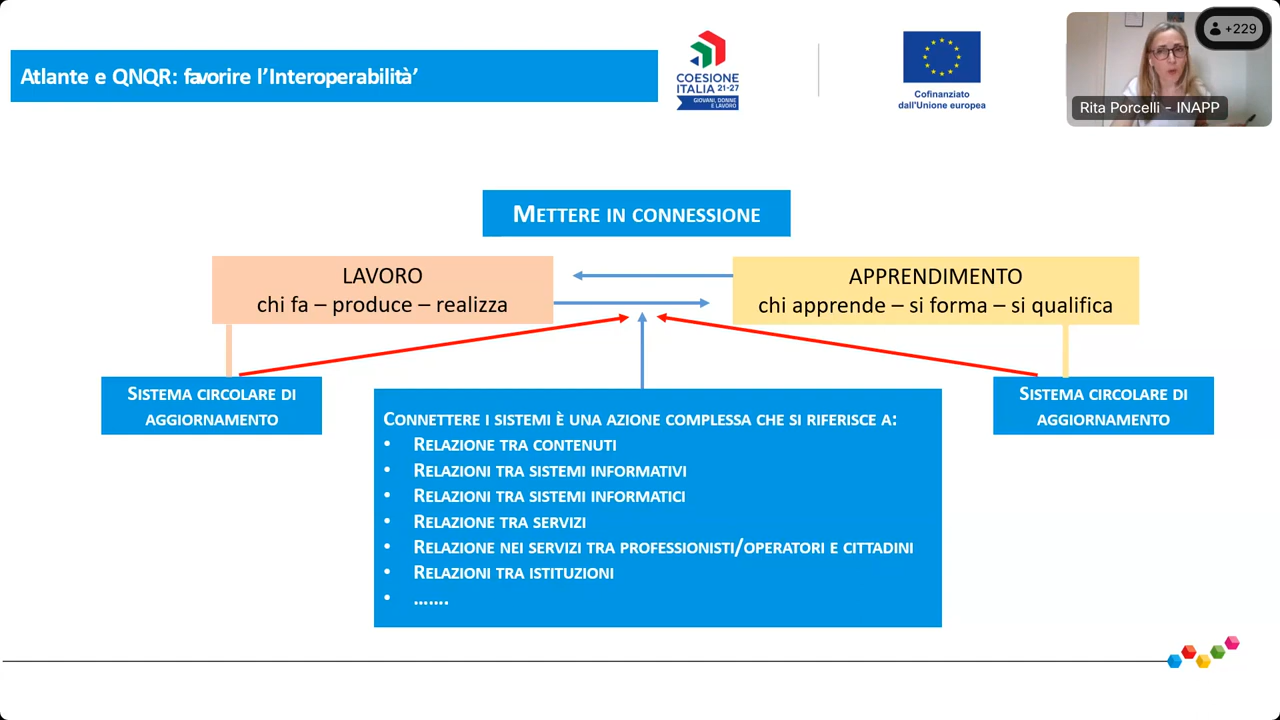 Atlante e QNQR: favorire l'Interoperabilità'
COESIONE
ITALIA 21-27
GIOVANI, DONNE
E LAVORO
Cofinanziato
dall'Unione europea
+229
Rita Porcelli - INAPP
METTERE IN CONNESSIONE
LAVORO
chi fa – produce – realizza
APPRENDIMENTO
chi apprende – si forma – si qualifica
SISTEMA CIRCOLARE DI
AGGIORNAMENTO
SISTEMA CIRCOLARE DI
AGGIORNAMENTO
CONNETTERE I SISTEMI È UNA AZIONE COMPLESSA CHE SI RIFERISCE A:
• RELAZIONE TRA CONTENUTI
• RELAZIONI TRA SISTEMI INFORMATIVI
• RELAZIONI TRA SISTEMI INFORMATICI
• RELAZIONE TRA SERVIZI
• RELAZIONE NEI SERVIZI TRA PROFESSIONISTI/OPERATORI E CITTADINI
• RELAZIONI TRA ISTITUZIONI
• …….